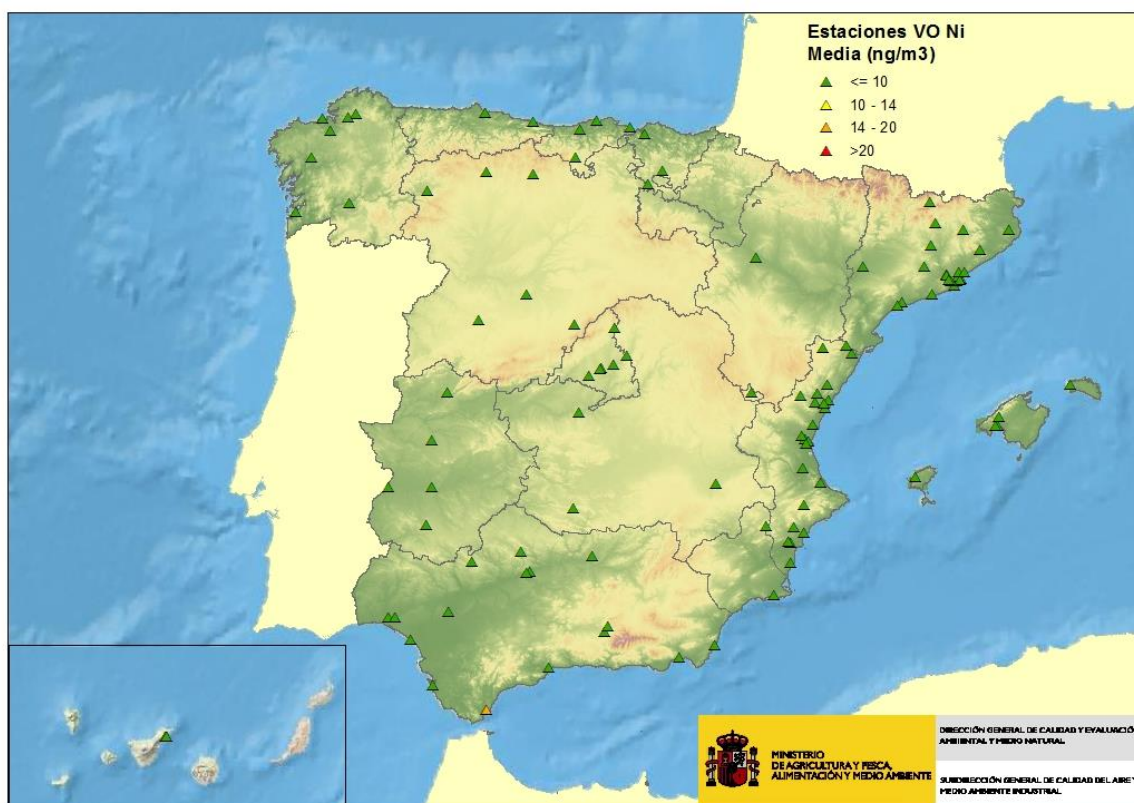 Estaciones VO Ni
Media (ng/m3)
<= 10
10 - 14
14 - 20
>20
MINISTERIO
DE AGRICULTURA Y PESCA,
ALIMENTACIÓN Y MEDIO AMBIENTE
DIRECCIÓN GENERAL DE CALIDAD Y EVALUACIÓ
AMBIENTAL Y MEDIO NATURAL
SUBDIRECCIÓN GENERAL DE CALIDAD DEL AIRE Y
MEDIO AMBIENTE INDUSTRIAL